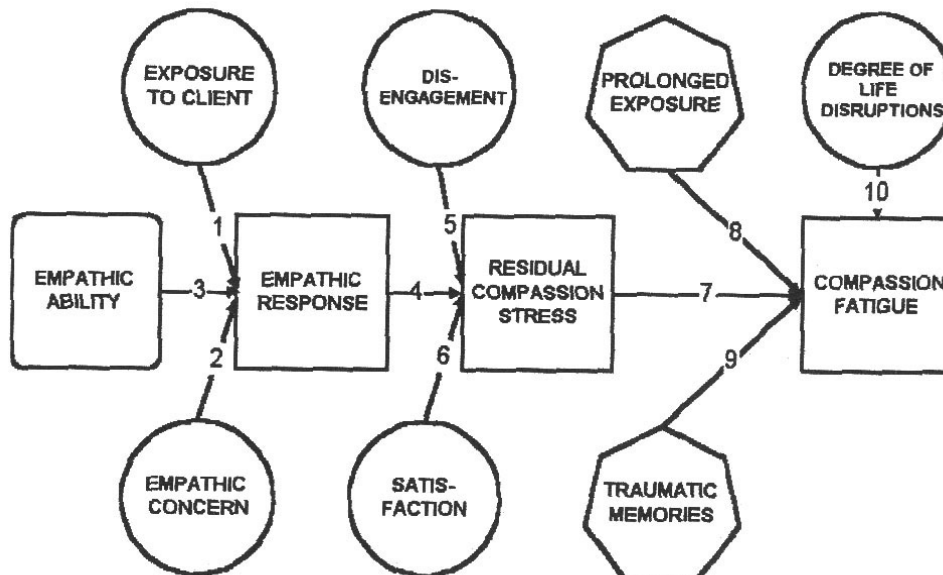 EXPOSURE
TO CLIENT
DIS-
ENGAGEMENT
PROLONGED
EXPOSURE
DEGREE OF
LIFE
DISRUPTIONS
1
5
8
10
EMPATHIC
ABILITY
3
EMPATHIC
RESPONSE
4
RESIDUAL
COMPASSION
STRESS
7
COMPASSION
FATIGUE
2
6
9
EMPATHIC
CONCERN
SATIS-
FACTION
TRAUMATIC
MEMORIES